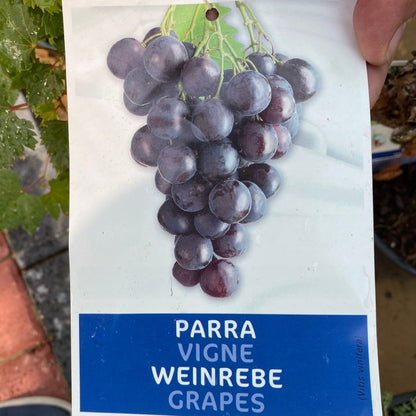 PARRA
VIGNE
WEINREBE
GRAPES
(Vitis vinifera)